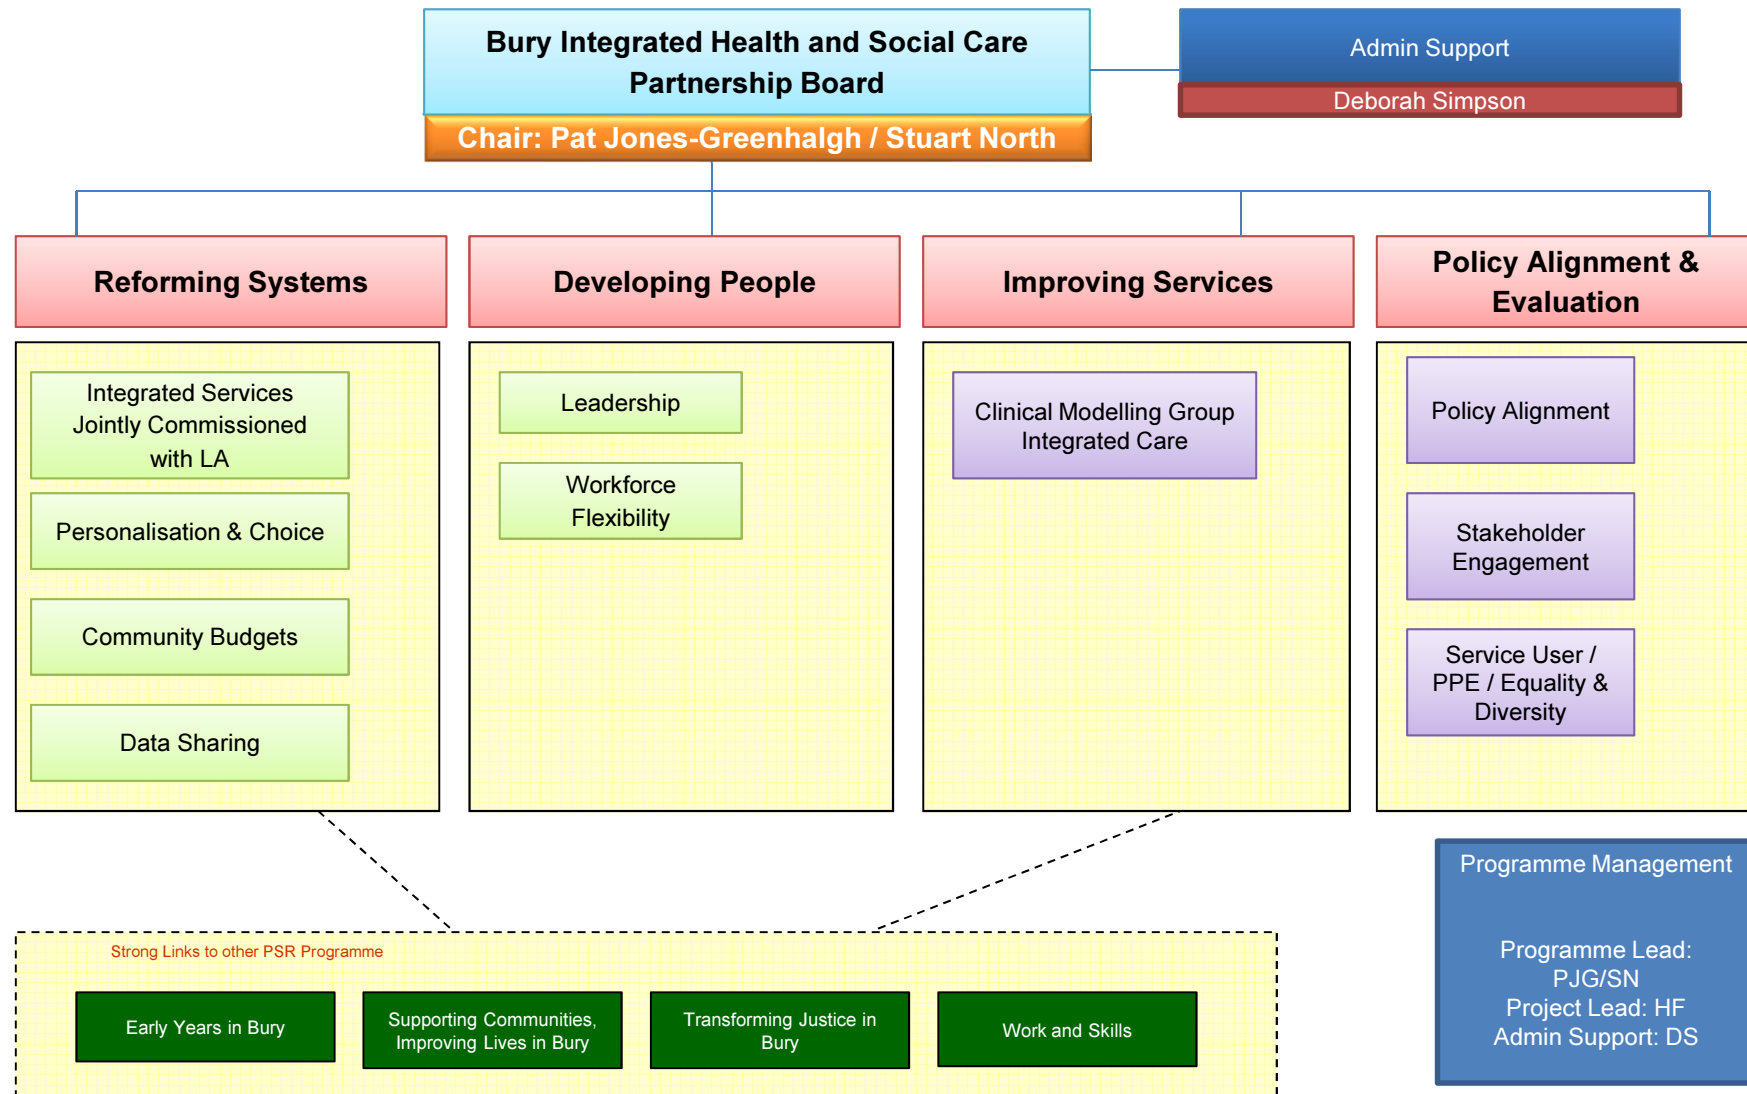 Bury Integrated Health and Social Care
Partnership Board
Chair: Pat Jones-Greenhalgh / Stuart North
Admin Support
Deborah Simpson
Reforming Systems
Developing People
Improving Services
Policy Alignment &
Evaluation
Integrated Services
Jointly Commissioned
with LA
Personalisation & Choice
Community Budgets
Data Sharing
Leadership
Workforce
Flexibility
Clinical Modelling Group
Integrated Care
Policy Alignment
Stakeholder
Engagement
Service User /
PPE / Equality &
Diversity
Strong Links to other PSR Programme
Early Years in Bury
Supporting Communities,
Improving Lives in Bury
Transforming Justice in
Bury
Work and Skills
Programme Management
Programme Lead:
PJG/SN
Project Lead: HF
Admin Support: DS